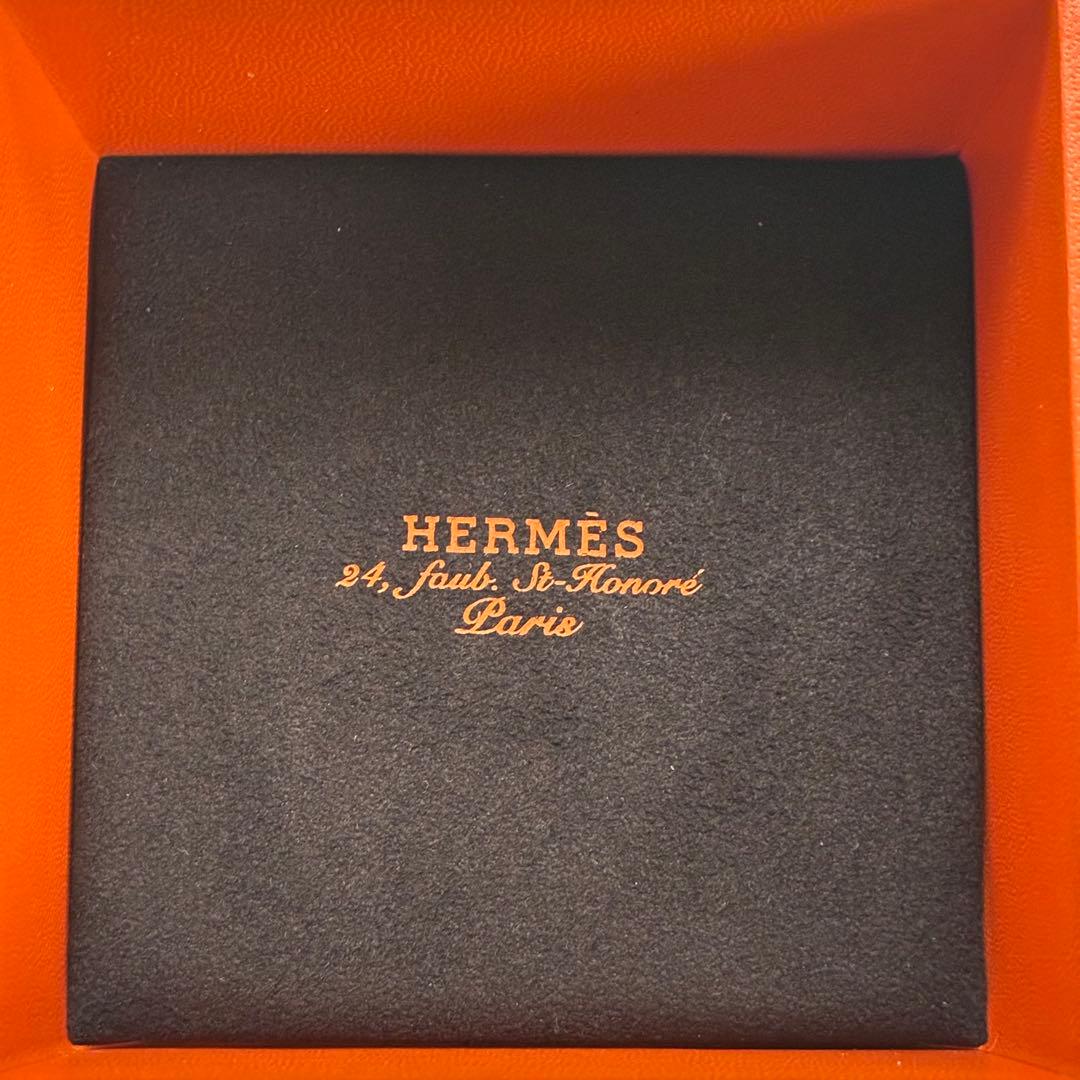 HERMÈS
24, faub. St-Honoré
Paris